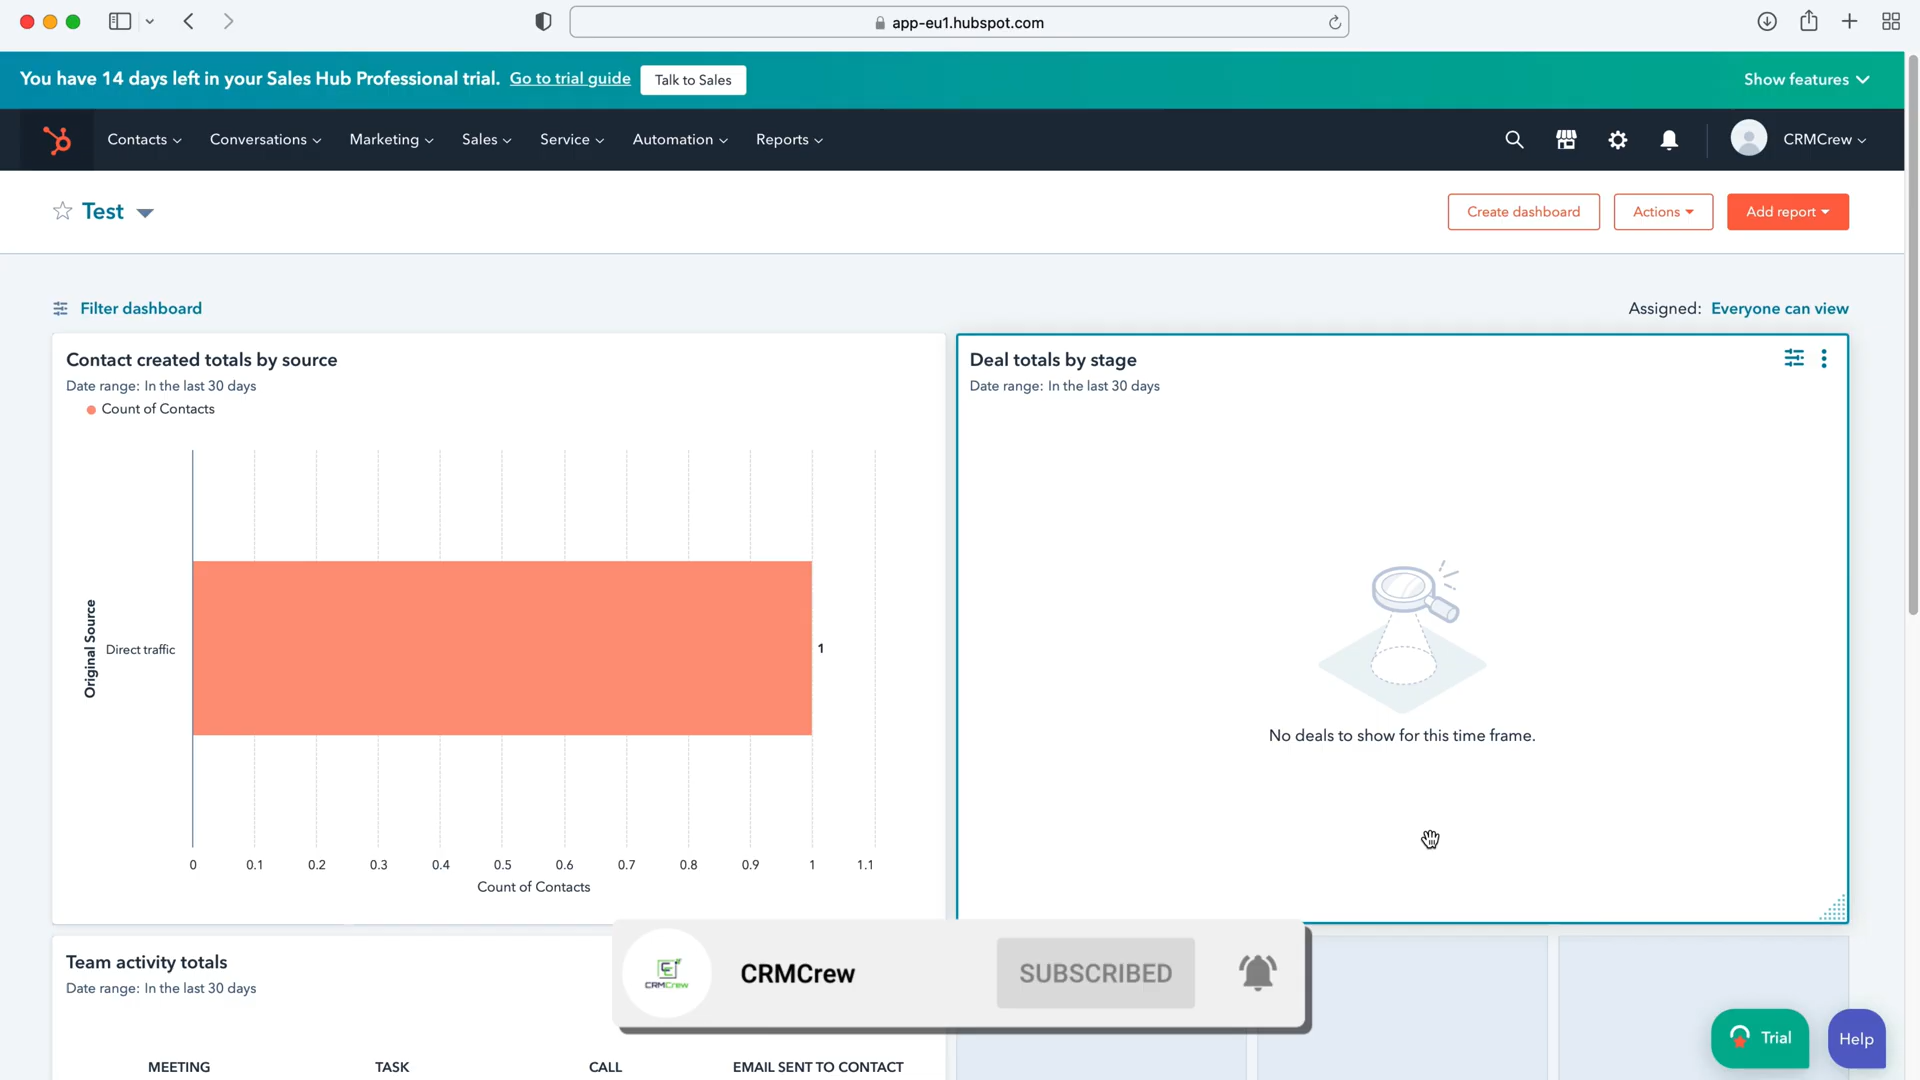 app-eu1.hubspot.com
You have 14 days left in your Sales Hub Professional trial. Go to trial guide Talk to Sales Show features
Contacts Conversations Marketing Sales Service Automation Reports CRMCrew
Test Create dashboard Actions Add report
Filter dashboard Assigned: Everyone can view
Contact created totals by source
Date range: In the last 30 days
Count of Contacts
Original Source
Direct traffic
1
0 0.1 0.2 0.3 0.4 0.5 0.6 0.7 0.8 0.9 1 1.1
Count of Contacts
Deal totals by stage
Date range: In the last 30 days
No deals to show for this time frame.
Team activity totals
Date range: In the last 30 days
MEETING TASK CALL EMAIL SENT TO CONTACT
CRMCrew
CRMCrew SUBSCRIBED
Trial Help